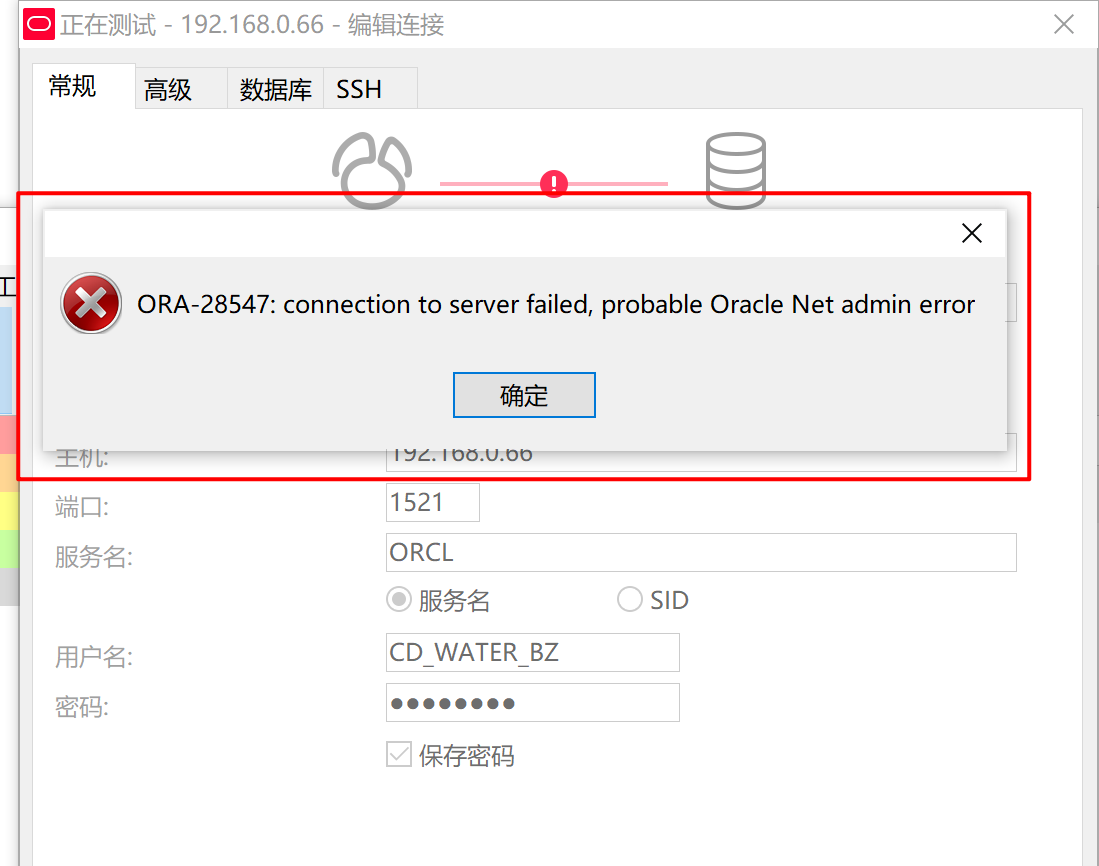 正在测试 - 192.168.0.66 - 编辑连接
常规 高级 数据库 SSH
ORA-28547: connection to server failed, probable Oracle Net admin error
确定
主机: 192.168.0.66
端口: 1521
服务名: ORCL
服务名 SID
用户名: CD_WATER_BZ
密码: ●●●●●●●●
保存密码